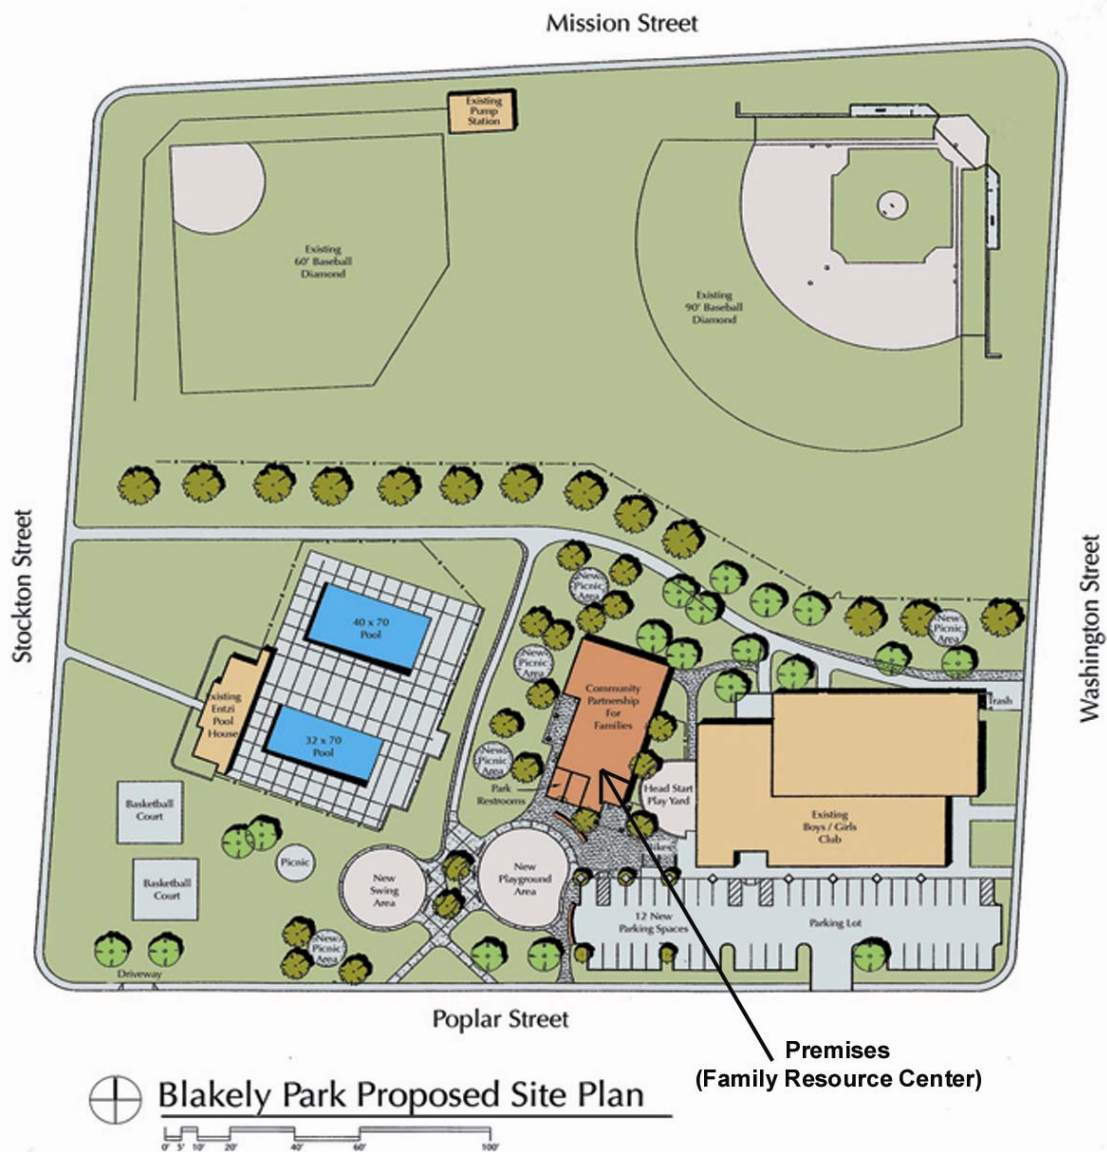 Mission Street
Existing
Pump
Station
Existing
60' Baseball
Diamond
Existing
90' Baseball
Diamond
Stockton Street
Washington Street
New
Picnic
Area
New
Picnic
Area
New
Picnic
Area
40 x 70
Pool
Community
Partnership
For
Families
Existing
Entzi
Pool
House
Trash
32 x 70
Pool
New
Picnic
Area
Park
Restrooms
Head Start
Play Yard
Basketball
Court
Existing
Boys / Girls
Club
Bikes
Picnic
New
Playground
Area
Basketball
Court
New
Swing
Area
12 New
Parking Spaces
Parking Lot
New
Picnic
Area
Driveway
Poplar Street
Premises
(Family Resource Center)
Blakely Park Proposed Site Plan
0' 5' 10' 20' 40' 60' 100'